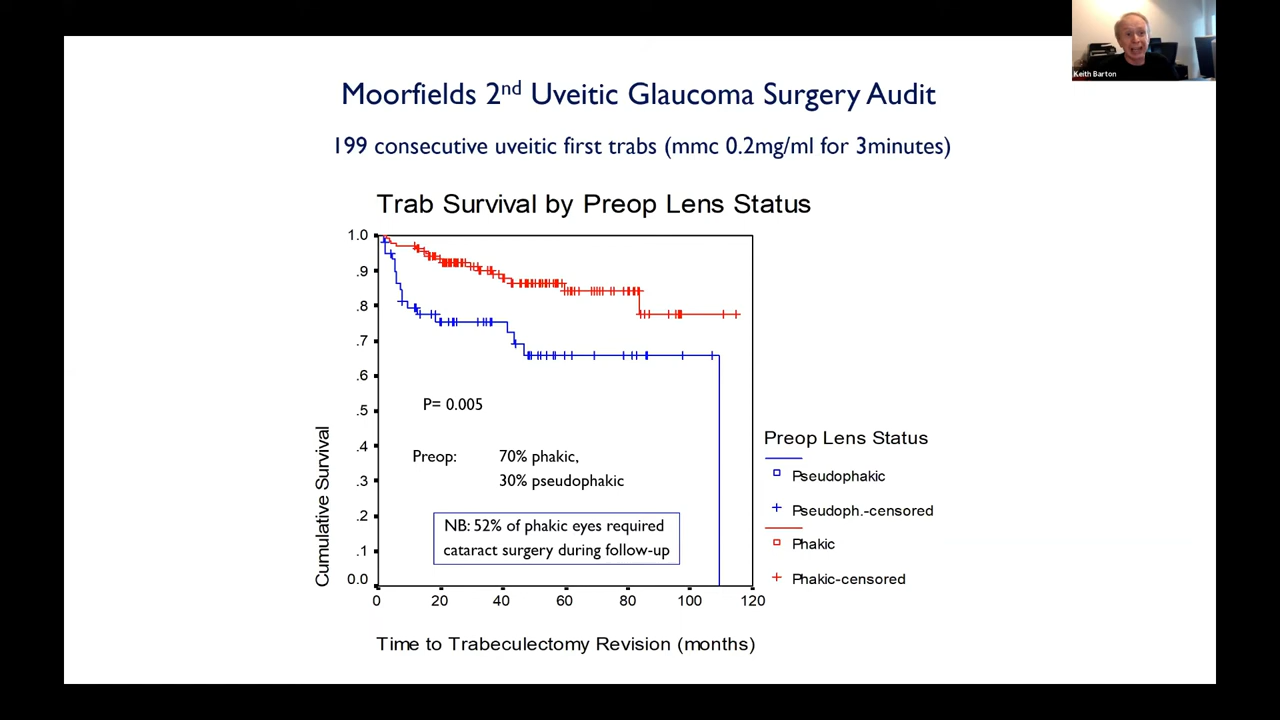 Keith Barton
Moorfields 2nd Uveitic Glaucoma Surgery Audit
199 consecutive uveitic first trabs (mmc 0.2mg/ml for 3minutes)
Trab Survival by Preop Lens Status
1.0
.9
.8
.7
.6
.5
.4
.3
.2
.1
0.0
Cumulative Survival
P= 0.005
Preop: 70% phakic,
30% pseudophakic
NB: 52% of phakic eyes required
cataract surgery during follow-up
0 20 40 60 80 100 120
Time to Trabeculectomy Revision (months)
Preop Lens Status
Pseudophakic
Pseudoph.-censored
Phakic
Phakic-censored